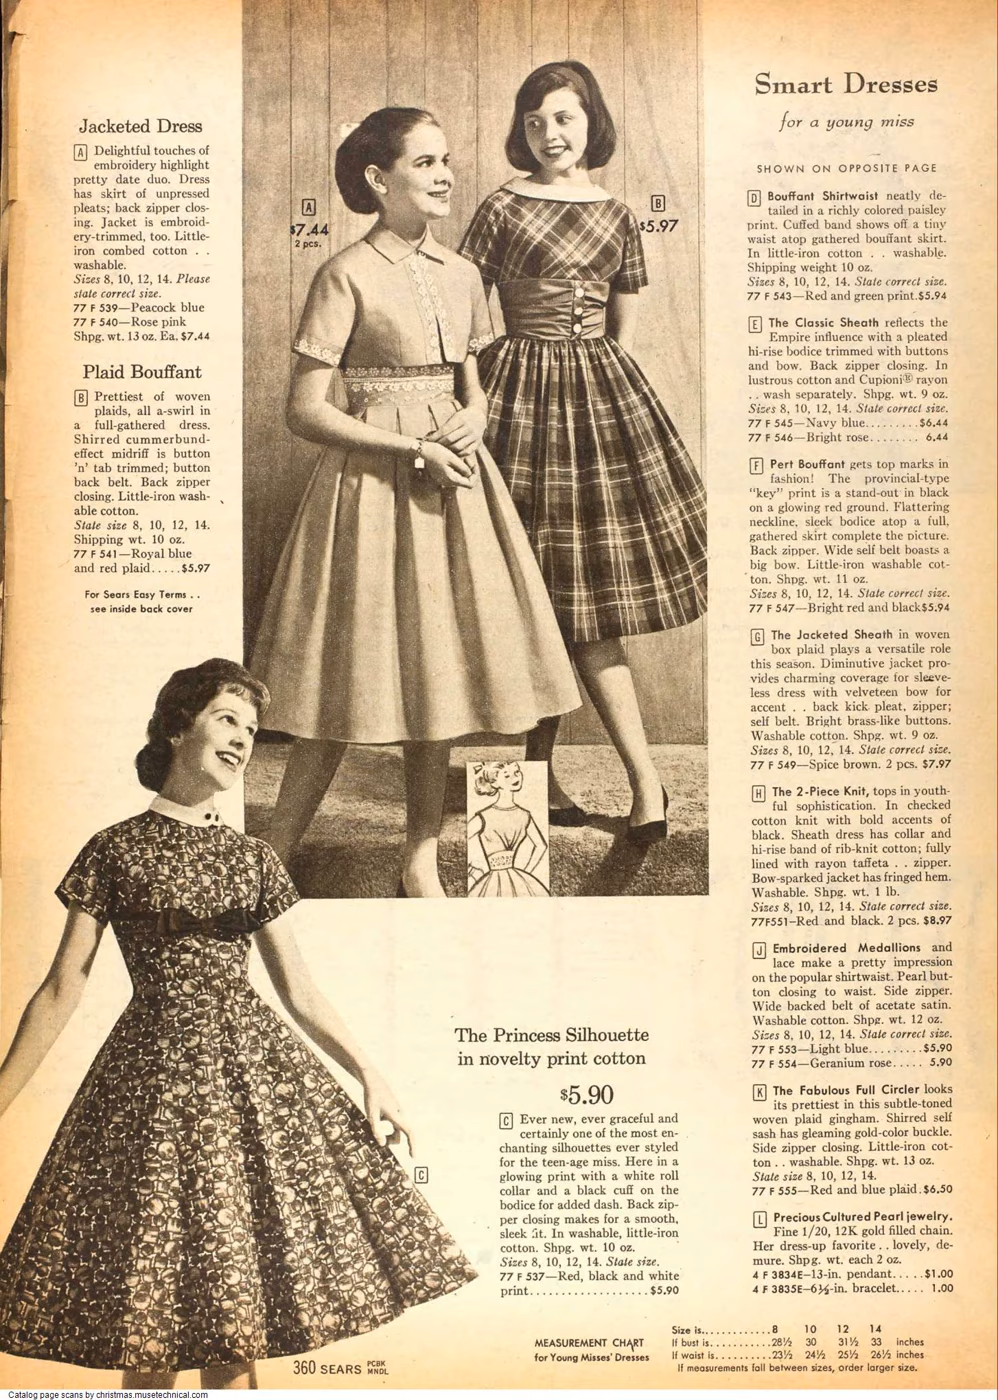 Jacketed Dress
A Delightful touches of
embroidery highlight
pretty date duo. Dress
has skirt of unpressed
pleats; back zipper clos-
ing. Jacket is embroid-
ery-trimmed, too. Little-
iron combed cotton . .
washable.
Sizes 8, 10, 12, 14. Please
state correct size.
77 F 539—Peacock blue
77 F 540—Rose pink
Shpg. wt. 13 oz. Ea. $7.44
Plaid Bouffant
B Prettiest of woven
plaids, all a-swirl in
a full-gathered dress.
Shirred cummerbund-
effect midriff is button
'n' tab trimmed; button
back belt. Back zipper
closing. Little-iron wash-
able cotton.
State size 8, 10, 12, 14.
Shipping wt. 10 oz.
77 F 541—Royal blue
and red plaid.....$5.97
For Sears Easy Terms . .
see inside back cover
A
$7.44
2 pcs.
B
$5.97
C
The Princess Silhouette
in novelty print cotton
$5.90
C Ever new, ever graceful and
certainly one of the most en-
chanting silhouettes ever styled
for the teen-age miss. Here in a
glowing print with a white roll
collar and a black cuff on the
bodice for added dash. Back zip-
per closing makes for a smooth,
sleek fit. In washable, little-iron
cotton. Shpg. wt. 10 oz.
Sizes 8, 10, 12, 14. State size.
77 F 537—Red, black and white
print...................$5.90
Smart Dresses
for a young miss
SHOWN ON OPPOSITE PAGE
D Bouffant Shirtwaist neatly de-
tailed in a richly colored paisley
print. Cuffed band shows off a tiny
waist atop gathered bouffant skirt.
In little-iron cotton . . washable.
Shipping weight 10 oz.
Sizes 8, 10, 12, 14. State correct size.
77 F 543—Red and green print.$5.94
E The Classic Sheath reflects the
Empire influence with a pleated
hi-rise bodice trimmed with buttons
and bow. Back zipper closing. In
lustrous cotton and Cupioni® rayon
. . wash separately. Shpg. wt. 9 oz.
Sizes 8, 10, 12, 14. State correct size.
77 F 545—Navy blue.........$6.44
77 F 546—Bright rose........ 6.44
F Pert Bouffant gets top marks in
fashion! The provincial-type
"key" print is a stand-out in black
on a glowing red ground. Flattering
neckline, sleek bodice atop a full,
gathered skirt complete the picture.
Back zipper. Wide self belt boasts a
big bow. Little-iron washable cot-
ton. Shpg. wt. 11 oz.
Sizes 8, 10, 12, 14. State correct size.
77 F 547—Bright red and black$5.94
G The Jacketed Sheath in woven
box plaid plays a versatile role
this season. Diminutive jacket pro-
vides charming coverage for sleeve-
less dress with velveteen bow for
accent . . back kick pleat, zipper;
self belt. Bright brass-like buttons.
Washable cotton. Shpg. wt. 9 oz.
Sizes 8, 10, 12, 14. State correct size.
77 F 549—Spice brown. 2 pcs. $7.97
H The 2-Piece Knit, tops in youth-
ful sophistication. In checked
cotton knit with bold accents of
black. Sheath dress has collar and
hi-rise band of rib-knit cotton; fully
lined with rayon taffeta . . zipper.
Bow-sparked jacket has fringed hem.
Washable. Shpg. wt. 1 lb.
Sizes 8, 10, 12, 14. State correct size.
77F551—Red and black. 2 pcs. $8.97
J Embroidered Medallions and
lace make a pretty impression
on the popular shirtwaist. Pearl but-
ton closing to waist. Side zipper.
Wide backed belt of acetate satin.
Washable cotton. Shpg. wt. 12 oz.
Sizes 8, 10, 12, 14. State correct size.
77 F 553—Light blue.........$5.90
77 F 554—Geranium rose..... 5.90
K The Fabulous Full Circler looks
its prettiest in this subtle-toned
woven plaid gingham. Shirred self
sash has gleaming gold-color buckle.
Side zipper closing. Little-iron cot-
ton . . washable. Shpg. wt. 13 oz.
State size 8, 10, 12, 14.
77 F 555—Red and blue plaid.$6.50
L Precious Cultured Pearl jewelry.
Fine 1/20, 12K gold filled chain.
Her dress-up favorite . . lovely, de-
mure. Shpg. wt. each 2 oz.
4 F 3834E—13-in. pendant.....$1.00
4 F 3835E—6½-in. bracelet..... 1.00
MEASUREMENT CHART
for Young Misses' Dresses
Size is............8 10 12 14
If bust is...........28½ 30 31½ 33 inches
If waist is..........23½ 24½ 25½ 26½ inches
If measurements fall between sizes, order larger size.
360 SEARS PCBK MNDL
Catalog page scans by christmas.musetechnical.com